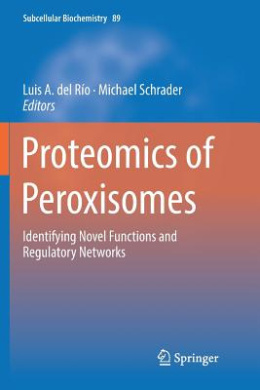 Subcellular Biochemistry 89
Luis A. del Río · Michael Schrader
Editors
Proteomics of
Peroxisomes
Identifying Novel Functions and
Regulatory Networks
Springer